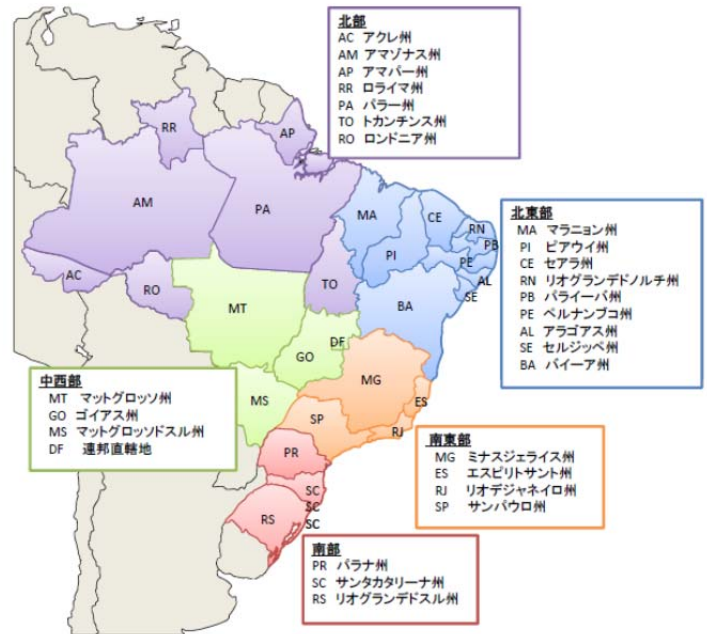 北部
AC アクレ州
AM アマゾナス州
AP アマパー州
RR ロライマ州
PA パラー州
TO トカンチンス州
RO ロンドニア州
北東部
MA マラニョン州
PI ピアウイ州
CE セアラ州
RN リオグランデドノルチ州
PB パライーバ州
PE ペルナンブコ州
AL アラゴアス州
SE セルジッペ州
BA バイーア州
中西部
MT マットグロッソ州
GO ゴイアス州
MS マットグロッソドスル州
DF 連邦直轄地
南東部
MG ミナスジェライス州
ES エスピリトサント州
RJ リオデジャネイロ州
SP サンパウロ州
南部
PR パラナ州
SC サンタカタリーナ州
RS リオグランデドスル州
RR
AP
AM
PA
MA
CE
RN
PB
PI
PE
AL
SE
AC
RO
TO
BA
MT
DF
GO
MG
MS
ES
SP
RJ
PR
SC
SC
SC
RS